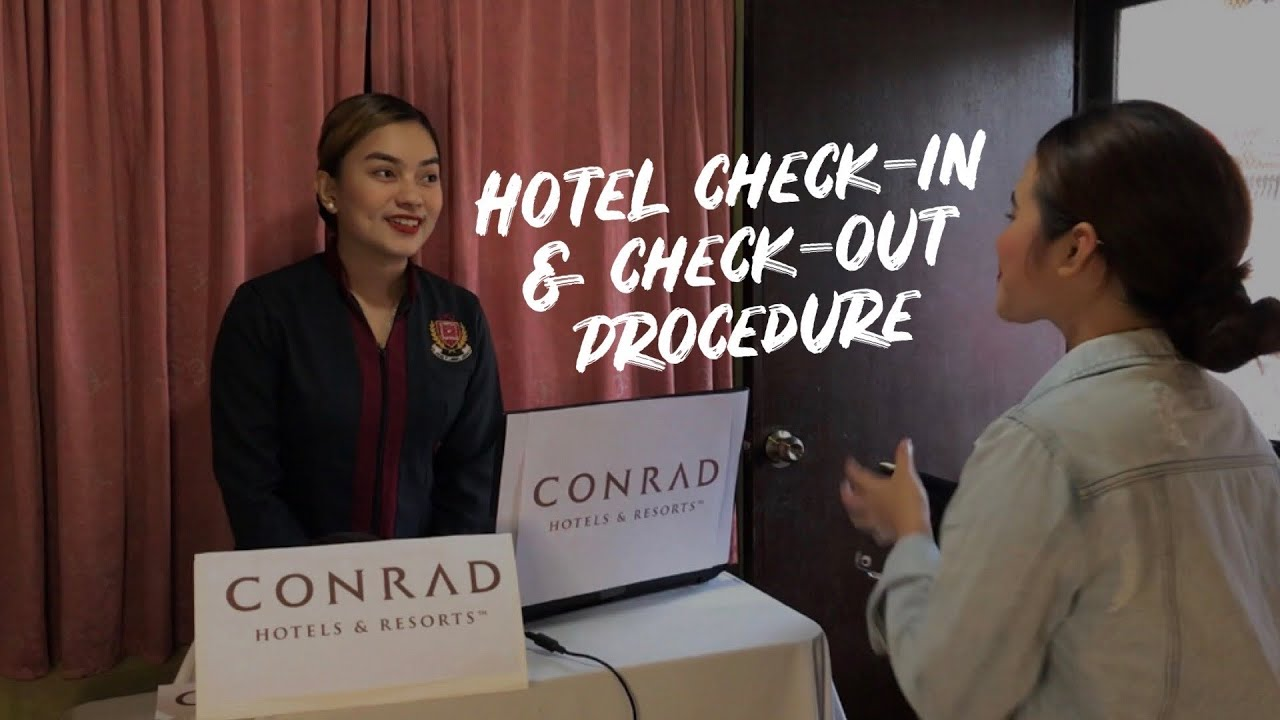 HOTEL CHECK-IN
& CHECK-OUT
PROCEDURE
CONRAD
HOTELS & RESORTS™
CONRAD
HOTELS & RESORTS™